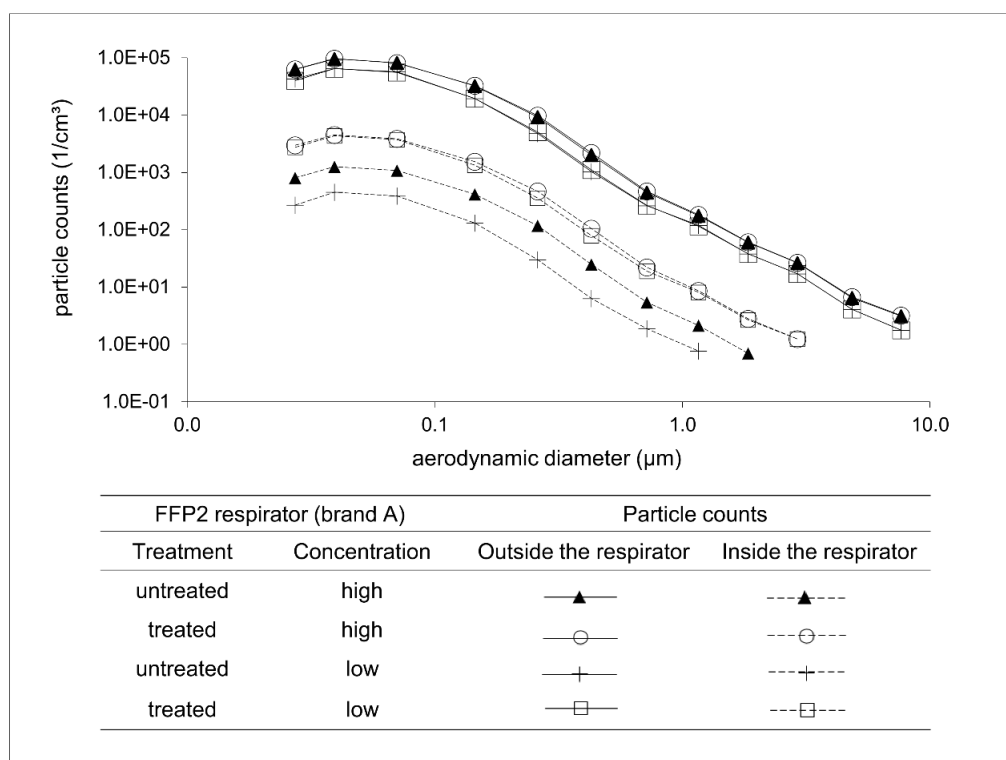 particle counts (1/cm³)
1.0E+05
1.0E+04
1.0E+03
1.0E+02
1.0E+01
1.0E+00
1.0E-01
0.0 0.1 1.0 10.0
aerodynamic diameter (µm)
FFP2 respirator (brand A) Particle counts
Treatment Concentration Outside the respirator Inside the respirator
untreated high
treated high
untreated low
treated low